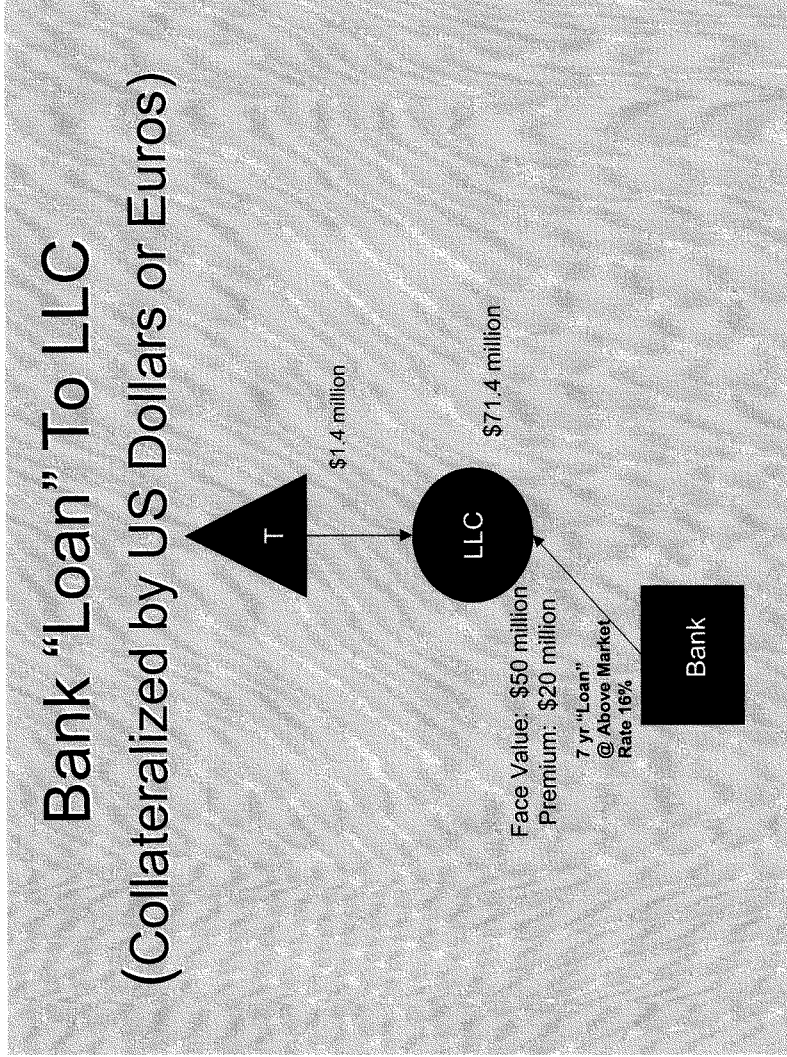 Bank “Loan” To LLC
(Collateralized by US Dollars or Euros)
T
$1.4 million
LLC
$71.4 million
Face Value: $50 million
Premium: $20 million
7 yr “Loan”
@ Above Market
Rate 16%
Bank